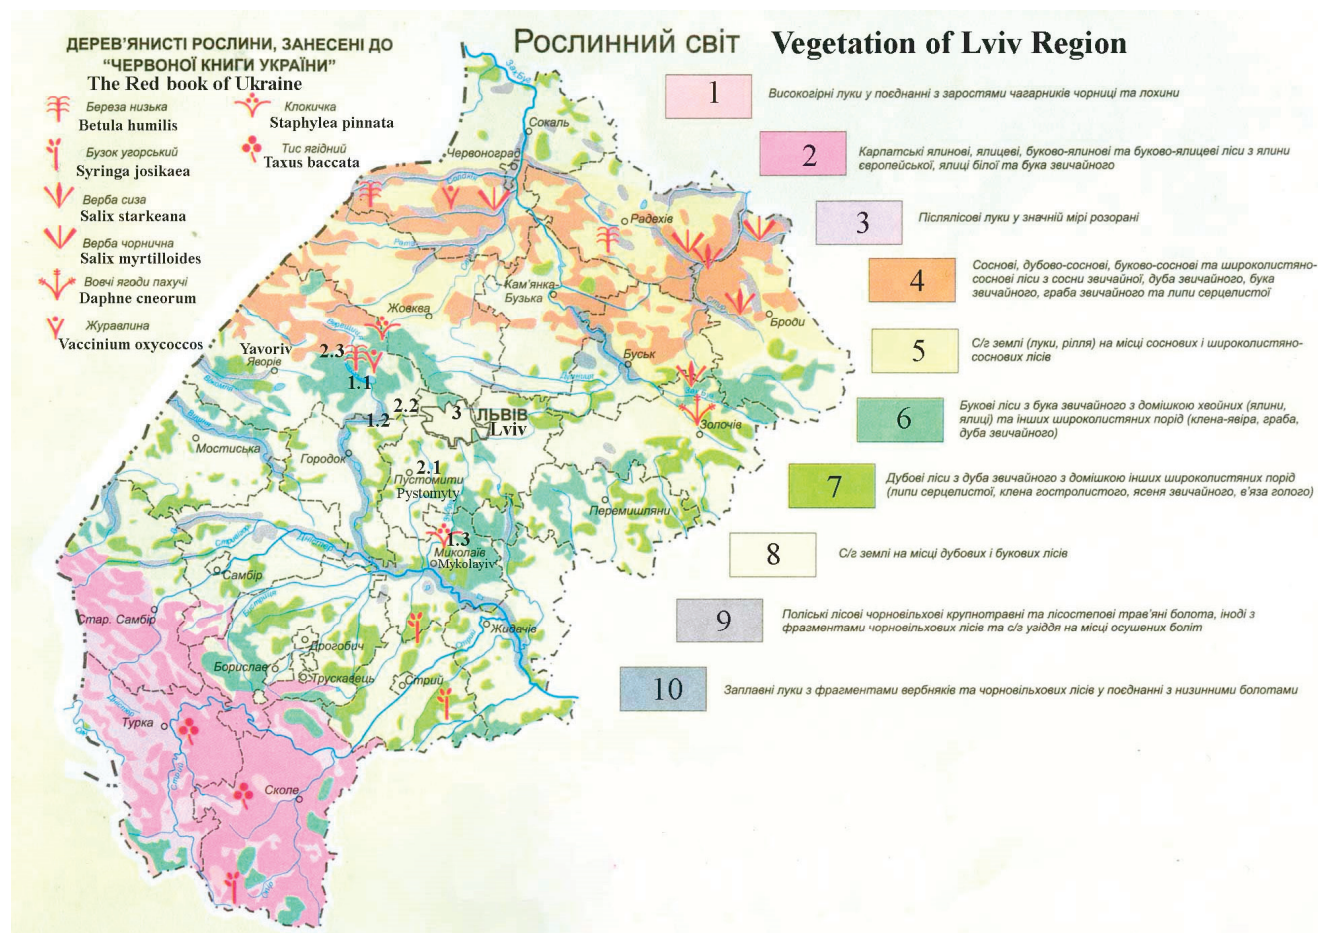 Рослинний світ Vegetation of Lviv Region
ДЕРЕВ'ЯНИСТІ РОСЛИНИ, ЗАНЕСЕНІ ДО
"ЧЕРВОНОЇ КНИГИ УКРАЇНИ"
The Red book of Ukraine
Береза низька
Betula humilis
Бузок угорський
Syringa josikaea
Верба сиза
Salix starkeana
Верба чорнична
Salix myrtilloides
Вовчі ягоди пахучі
Daphne cneorum
Журавлина
Vaccinium oxycoccos
Клокичка
Staphylea pinnata
Тис ягідний
Taxus baccata
1
Високогірні луки у поєднанні з заростями чагарників чорниці та лохини
2
Карпатські ялинові, ялицеві, буково-ялинові та буково-ялицеві ліси з ялини
європейської, ялиці білої та бука звичайного
3
Післялісові луки у значній мірі розорані
4
Соснові, дубово-соснові, буково-соснові та широколистяно-
соснові ліси з сосни звичайної, дуба звичайного, бука
звичайного, граба звичайного та липи серцелистої
5
С/г землі (луки, рілля) на місці соснових і широколистяно-
соснових лісів
6
Букові ліси з бука звичайного з домішкою хвойних (ялини,
ялиці) та інших широколистяних порід (клена-явіра, граба,
дуба звичайного)
7
Дубові ліси з дуба звичайного з домішкою інших широколистяних порід
(липи серцелистої, клена гостролистого, ясеня звичайного, в'яза голого)
8
С/г землі на місці дубових і букових лісів
9
Поліські лісові чорновільхові крупнотравні та лісостепові трав'яні болота, іноді з
фрагментами чорновільхових лісів та с/г угіддя на місці осушених боліт
10
Заплавні луки з фрагментами вербняків та чорновільхових лісів у поєднанні з низинними болотами
Зах.Буг
Сокаль
Червоноград
Солокія
Радехів
Рата
Кам'янка-
Бузька
Жовква
Броди
Yavoriv
Яворів
2.3
1.1
Буськ
2.2
1.2
3
ЛЬВІВ
Lviv
Золочів
Мостиська
Городок
2.1
Пустомити
Pystomyty
Перемишляни
1.3
Миколаїв
Mykolayiv
Дністер
Самбір
Бистриця
Стар. Самбір
Жидачів
Дрогобич
Борислав
Трускавець
Стрий
Турка
Сколе